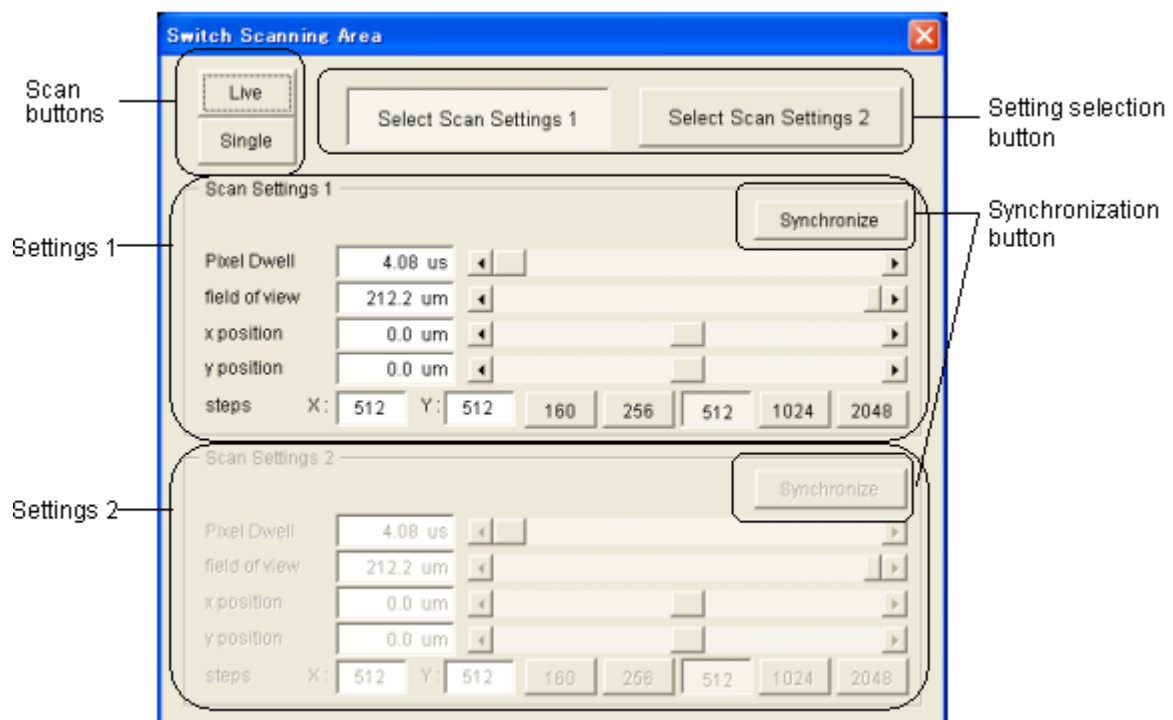 Switch Scanning Area
Scan
buttons
Live
Single
Select Scan Settings 1
Select Scan Settings 2
Setting selection
button
Scan Settings 1
Synchronize
Synchronization
button
Settings 1
Pixel Dwell 4.08 us
field of view 212.2 um
x position 0.0 um
y position 0.0 um
steps X: 512 Y: 512 160 256 512 1024 2048
Scan Settings 2
Synchronize
Settings 2
Pixel Dwell 4.08 us
field of view 212.2 um
x position 0.0 um
y position 0.0 um
steps X: 512 Y: 512 160 256 512 1024 2048